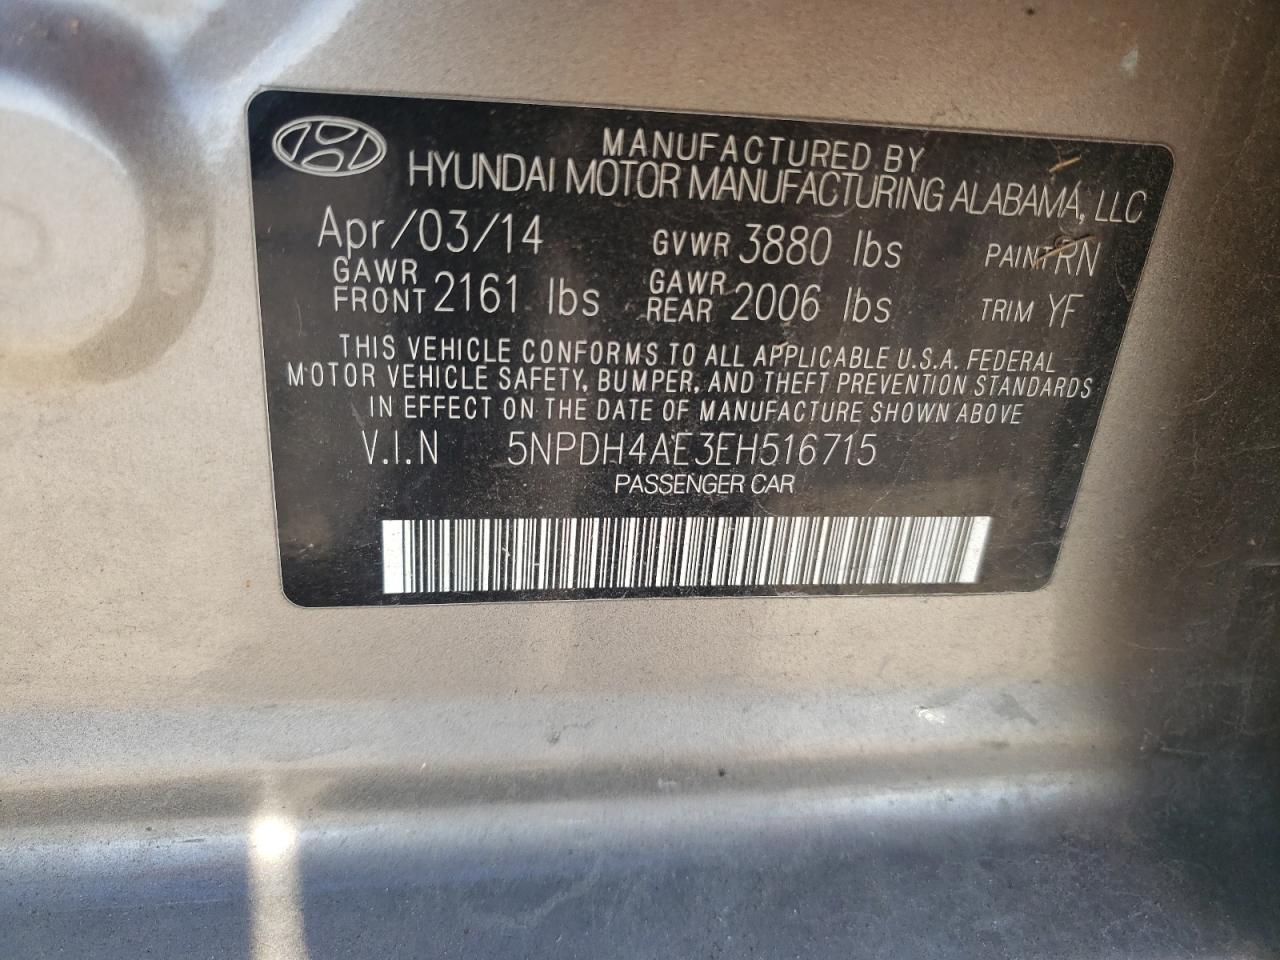 MANUFACTURED BY
HYUNDAI MOTOR MANUFACTURING ALABAMA, LLC
Apr/03/14 GVWR 3880 lbs PAINT RN
GAWR FRONT 2161 lbs GAWR REAR 2006 lbs TRIM YF
THIS VEHICLE CONFORMS TO ALL APPLICABLE U.S.A. FEDERAL
MOTOR VEHICLE SAFETY, BUMPER, AND THEFT PREVENTION STANDARDS
IN EFFECT ON THE DATE OF MANUFACTURE SHOWN ABOVE
V.I.N 5NPDH4AE3EH516715
PASSENGER CAR